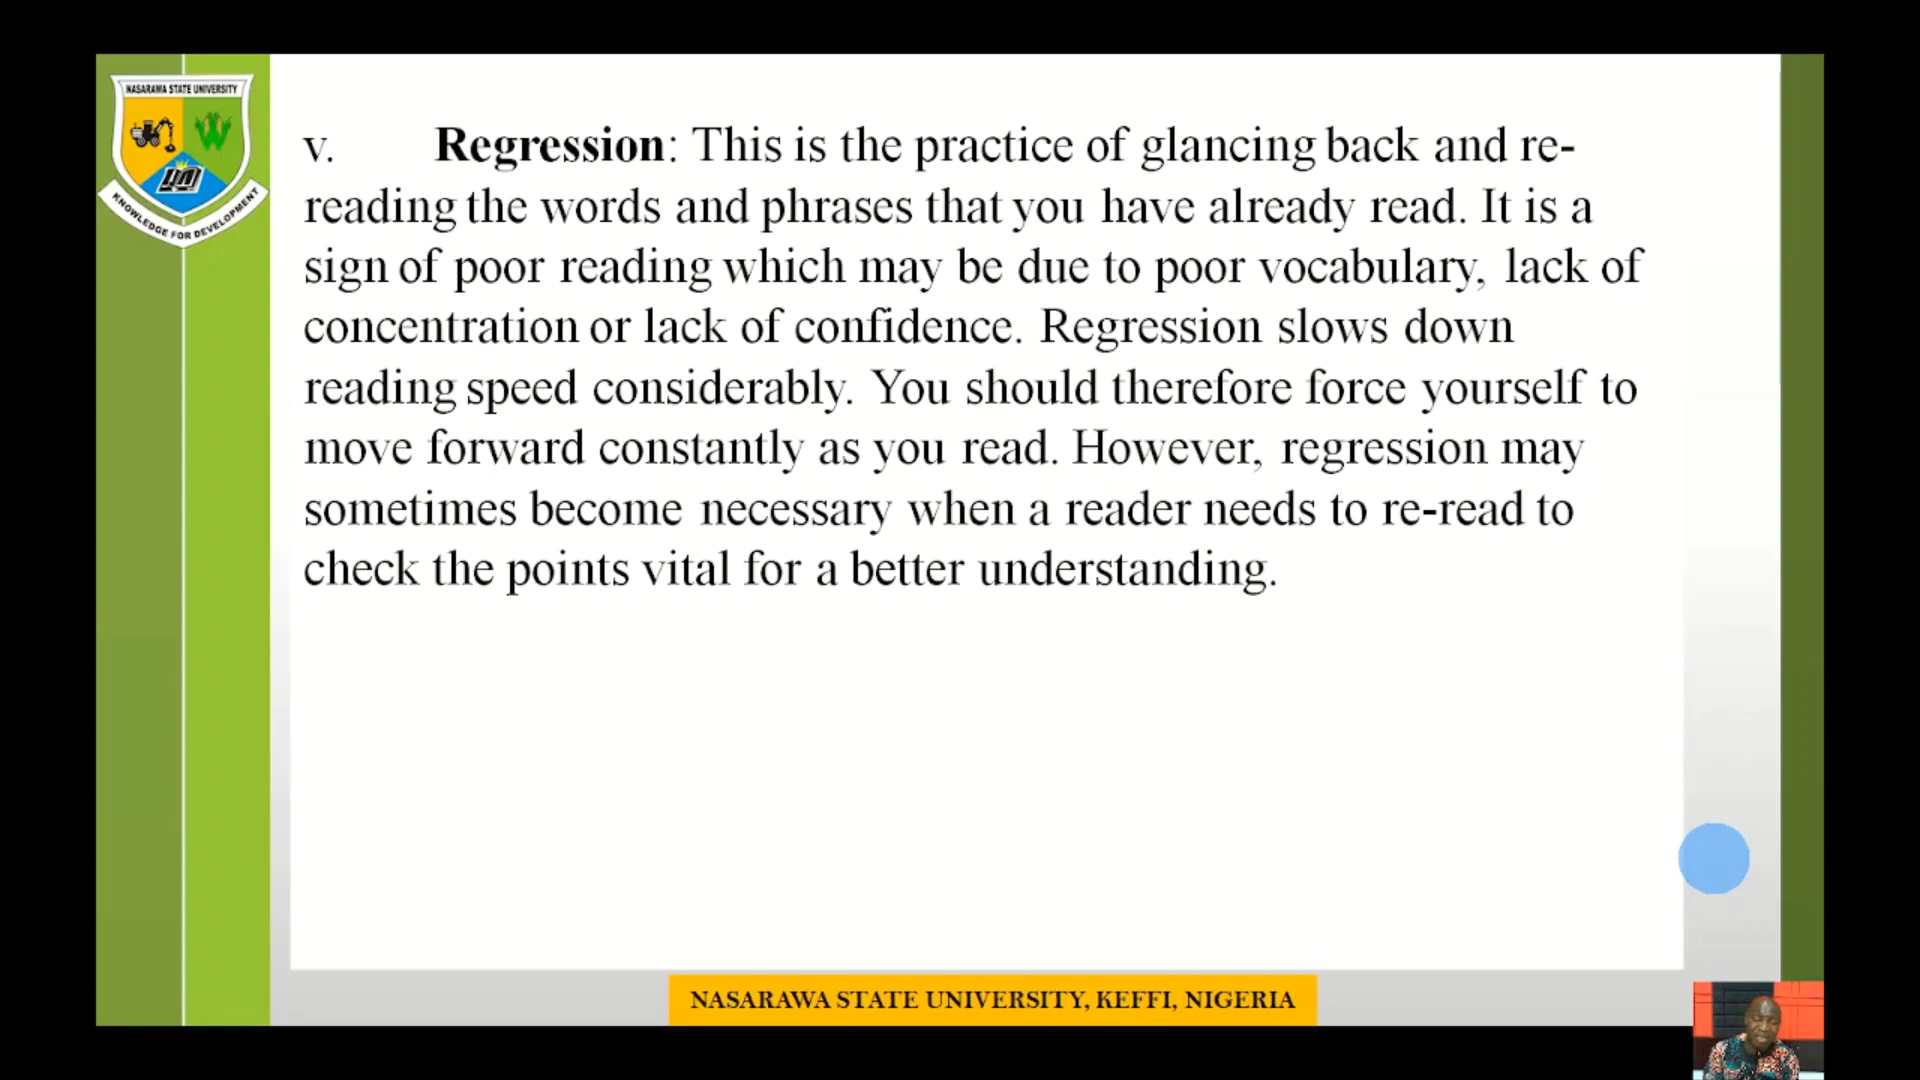 NASARAWA STATE UNIVERSITY
KNOWLEDGE FOR DEVELOPMENT
v. Regression: This is the practice of glancing back and re-
reading the words and phrases that you have already read. It is a
sign of poor reading which may be due to poor vocabulary, lack of
concentration or lack of confidence. Regression slows down
reading speed considerably. You should therefore force yourself to
move forward constantly as you read. However, regression may
sometimes become necessary when a reader needs to re-read to
check the points vital for a better understanding.
NASARAWA STATE UNIVERSITY, KEFFI, NIGERIA